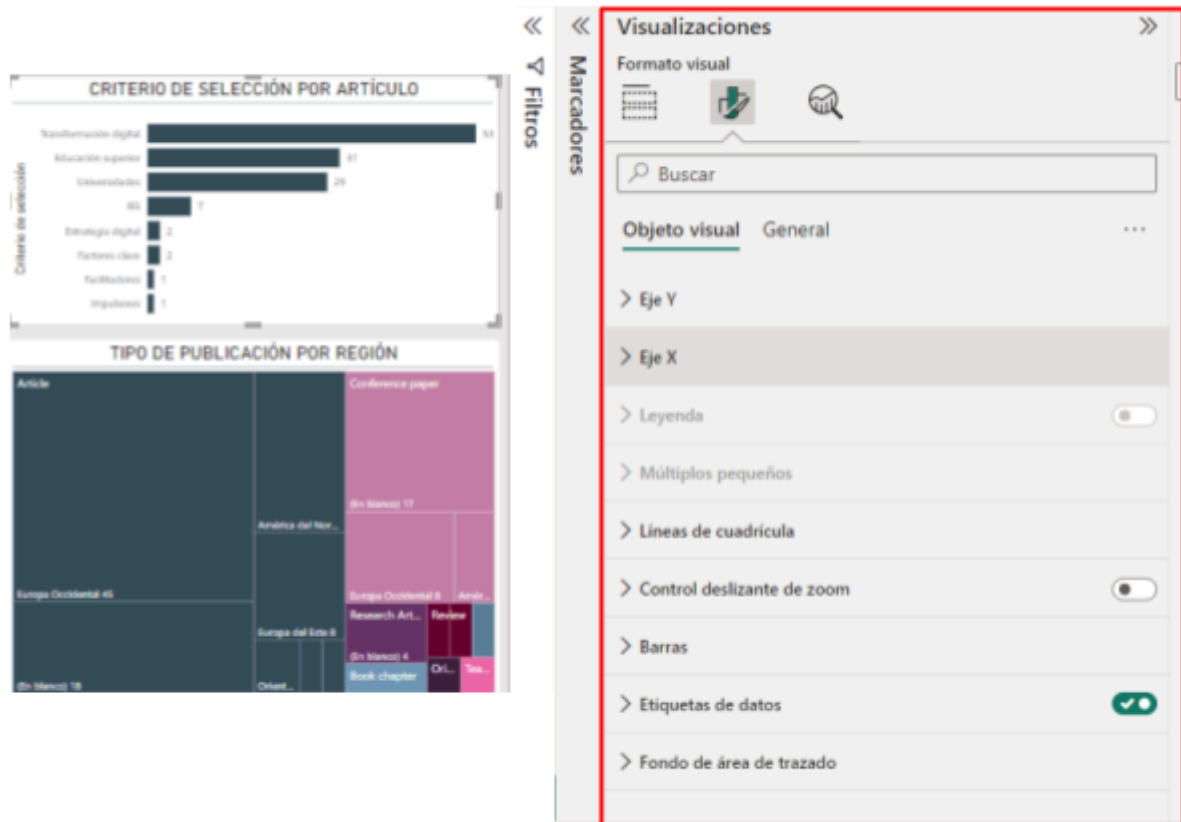 CRITERIO DE SELECCIÓN POR ARTÍCULO
Criterio de selección
Transformación digital
Educación superior 31
Universidades 29
7
Estrategia digital 2
Factores clave 2
Facilitadores 1
Impulsores 1
TIPO DE PUBLICACIÓN POR REGIÓN
Article
Europa Occidental 45
(En blanco) 18
América del Nor...
Europa del Este 8
Orient...
Conference paper
(En blanco) 17
Europa Occidental 8
Amér...
Research Art...
(En blanco) 4
Review
Book chapter
Ori...
Tea...
Filtros
Marcadores
Visualizaciones
Formato visual
Buscar
Objeto visual General
...
Eje Y
Eje X
Leyenda
Múltiplos pequeños
Líneas de cuadrícula
Control deslizante de zoom
Barras
Etiquetas de datos
Fondo de área de trazado